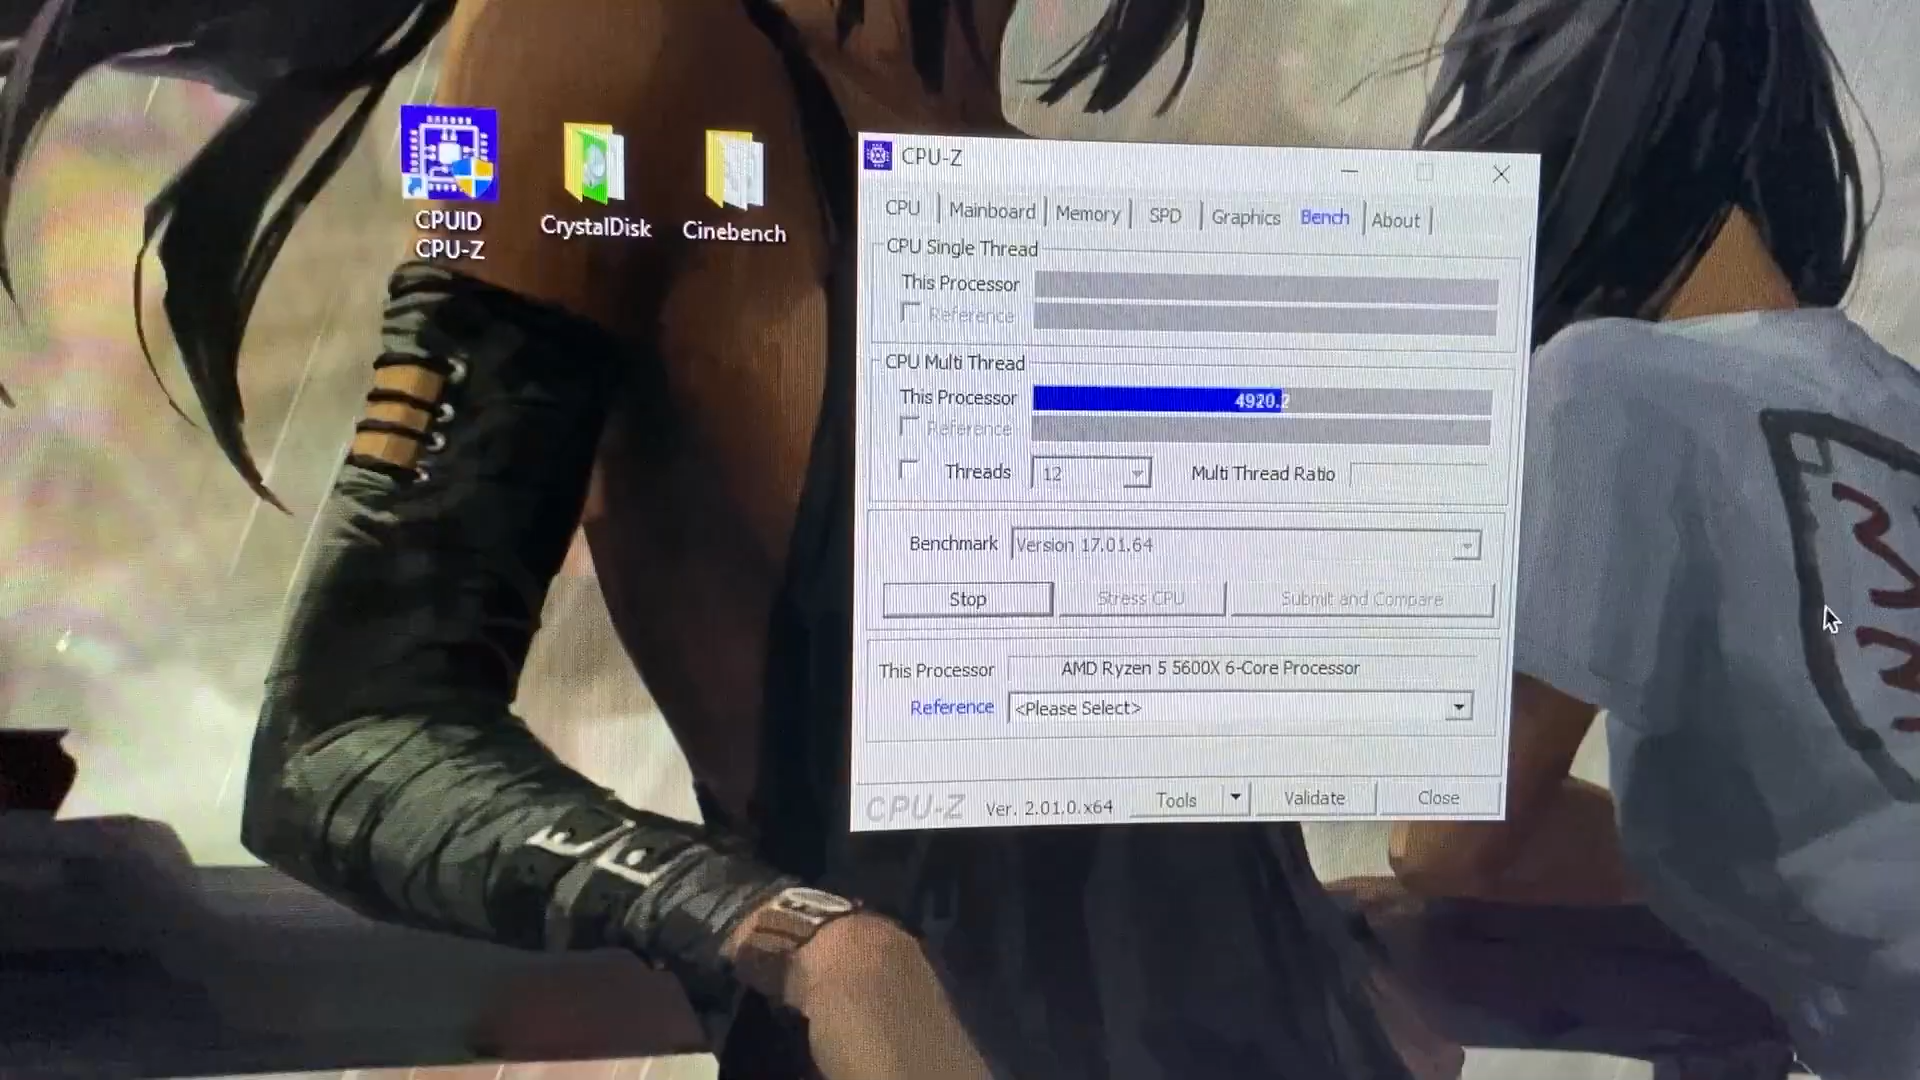 CPUID
CPU-Z
CrystalDisk
Cinebench
CPU-Z
CPU Mainboard Memory SPD Graphics Bench About
CPU Single Thread
This Processor
Reference
CPU Multi Thread
This Processor 4920.2
Reference
Threads 12 Multi Thread Ratio
Benchmark Version 17.01.64
Stop Stress CPU Submit and Compare
This Processor AMD Ryzen 5 5600X 6-Core Processor
Reference <Please Select>
CPU-Z Ver. 2.01.0.x64 Tools Validate Close